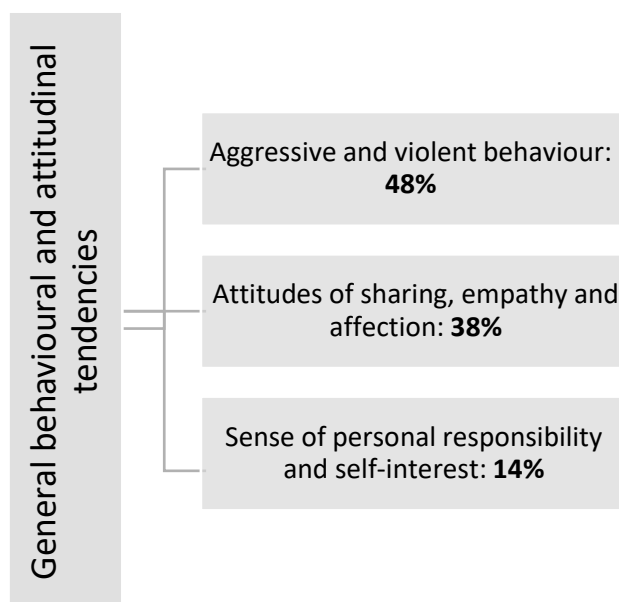 General behavioural and attitudinal
tendencies
Aggressive and violent behaviour:
48%
Attitudes of sharing, empathy and
affection: 38%
Sense of personal responsibility
and self-interest: 14%